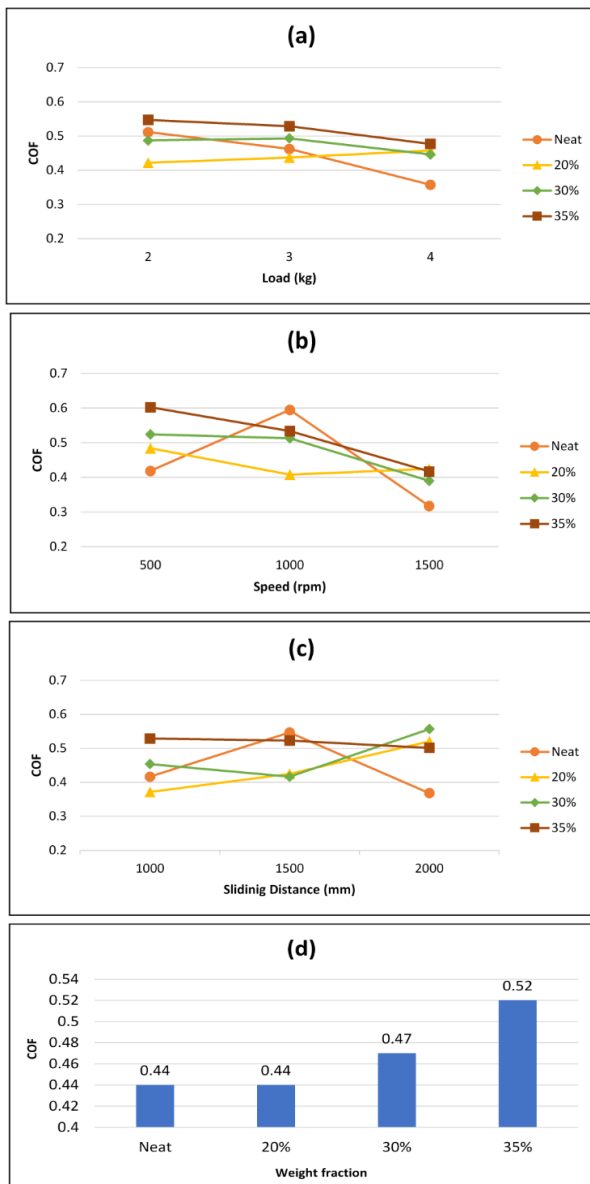 (a)
0.7
0.6
0.5
0.4
0.3
0.2
COF
2 3 4
Load (kg)
Neat
20%
30%
35%
(b)
0.7
0.6
0.5
0.4
0.3
0.2
COF
500 1000 1500
Speed (rpm)
Neat
20%
30%
35%
(c)
0.7
0.6
0.5
0.4
0.3
0.2
COF
1000 1500 2000
Slidinig Distance (mm)
Neat
20%
30%
35%
(d)
0.54
0.52
0.5
0.48
0.46
0.44
0.42
0.4
COF
0.44 0.44 0.47 0.52
Neat 20% 30% 35%
Weight fraction